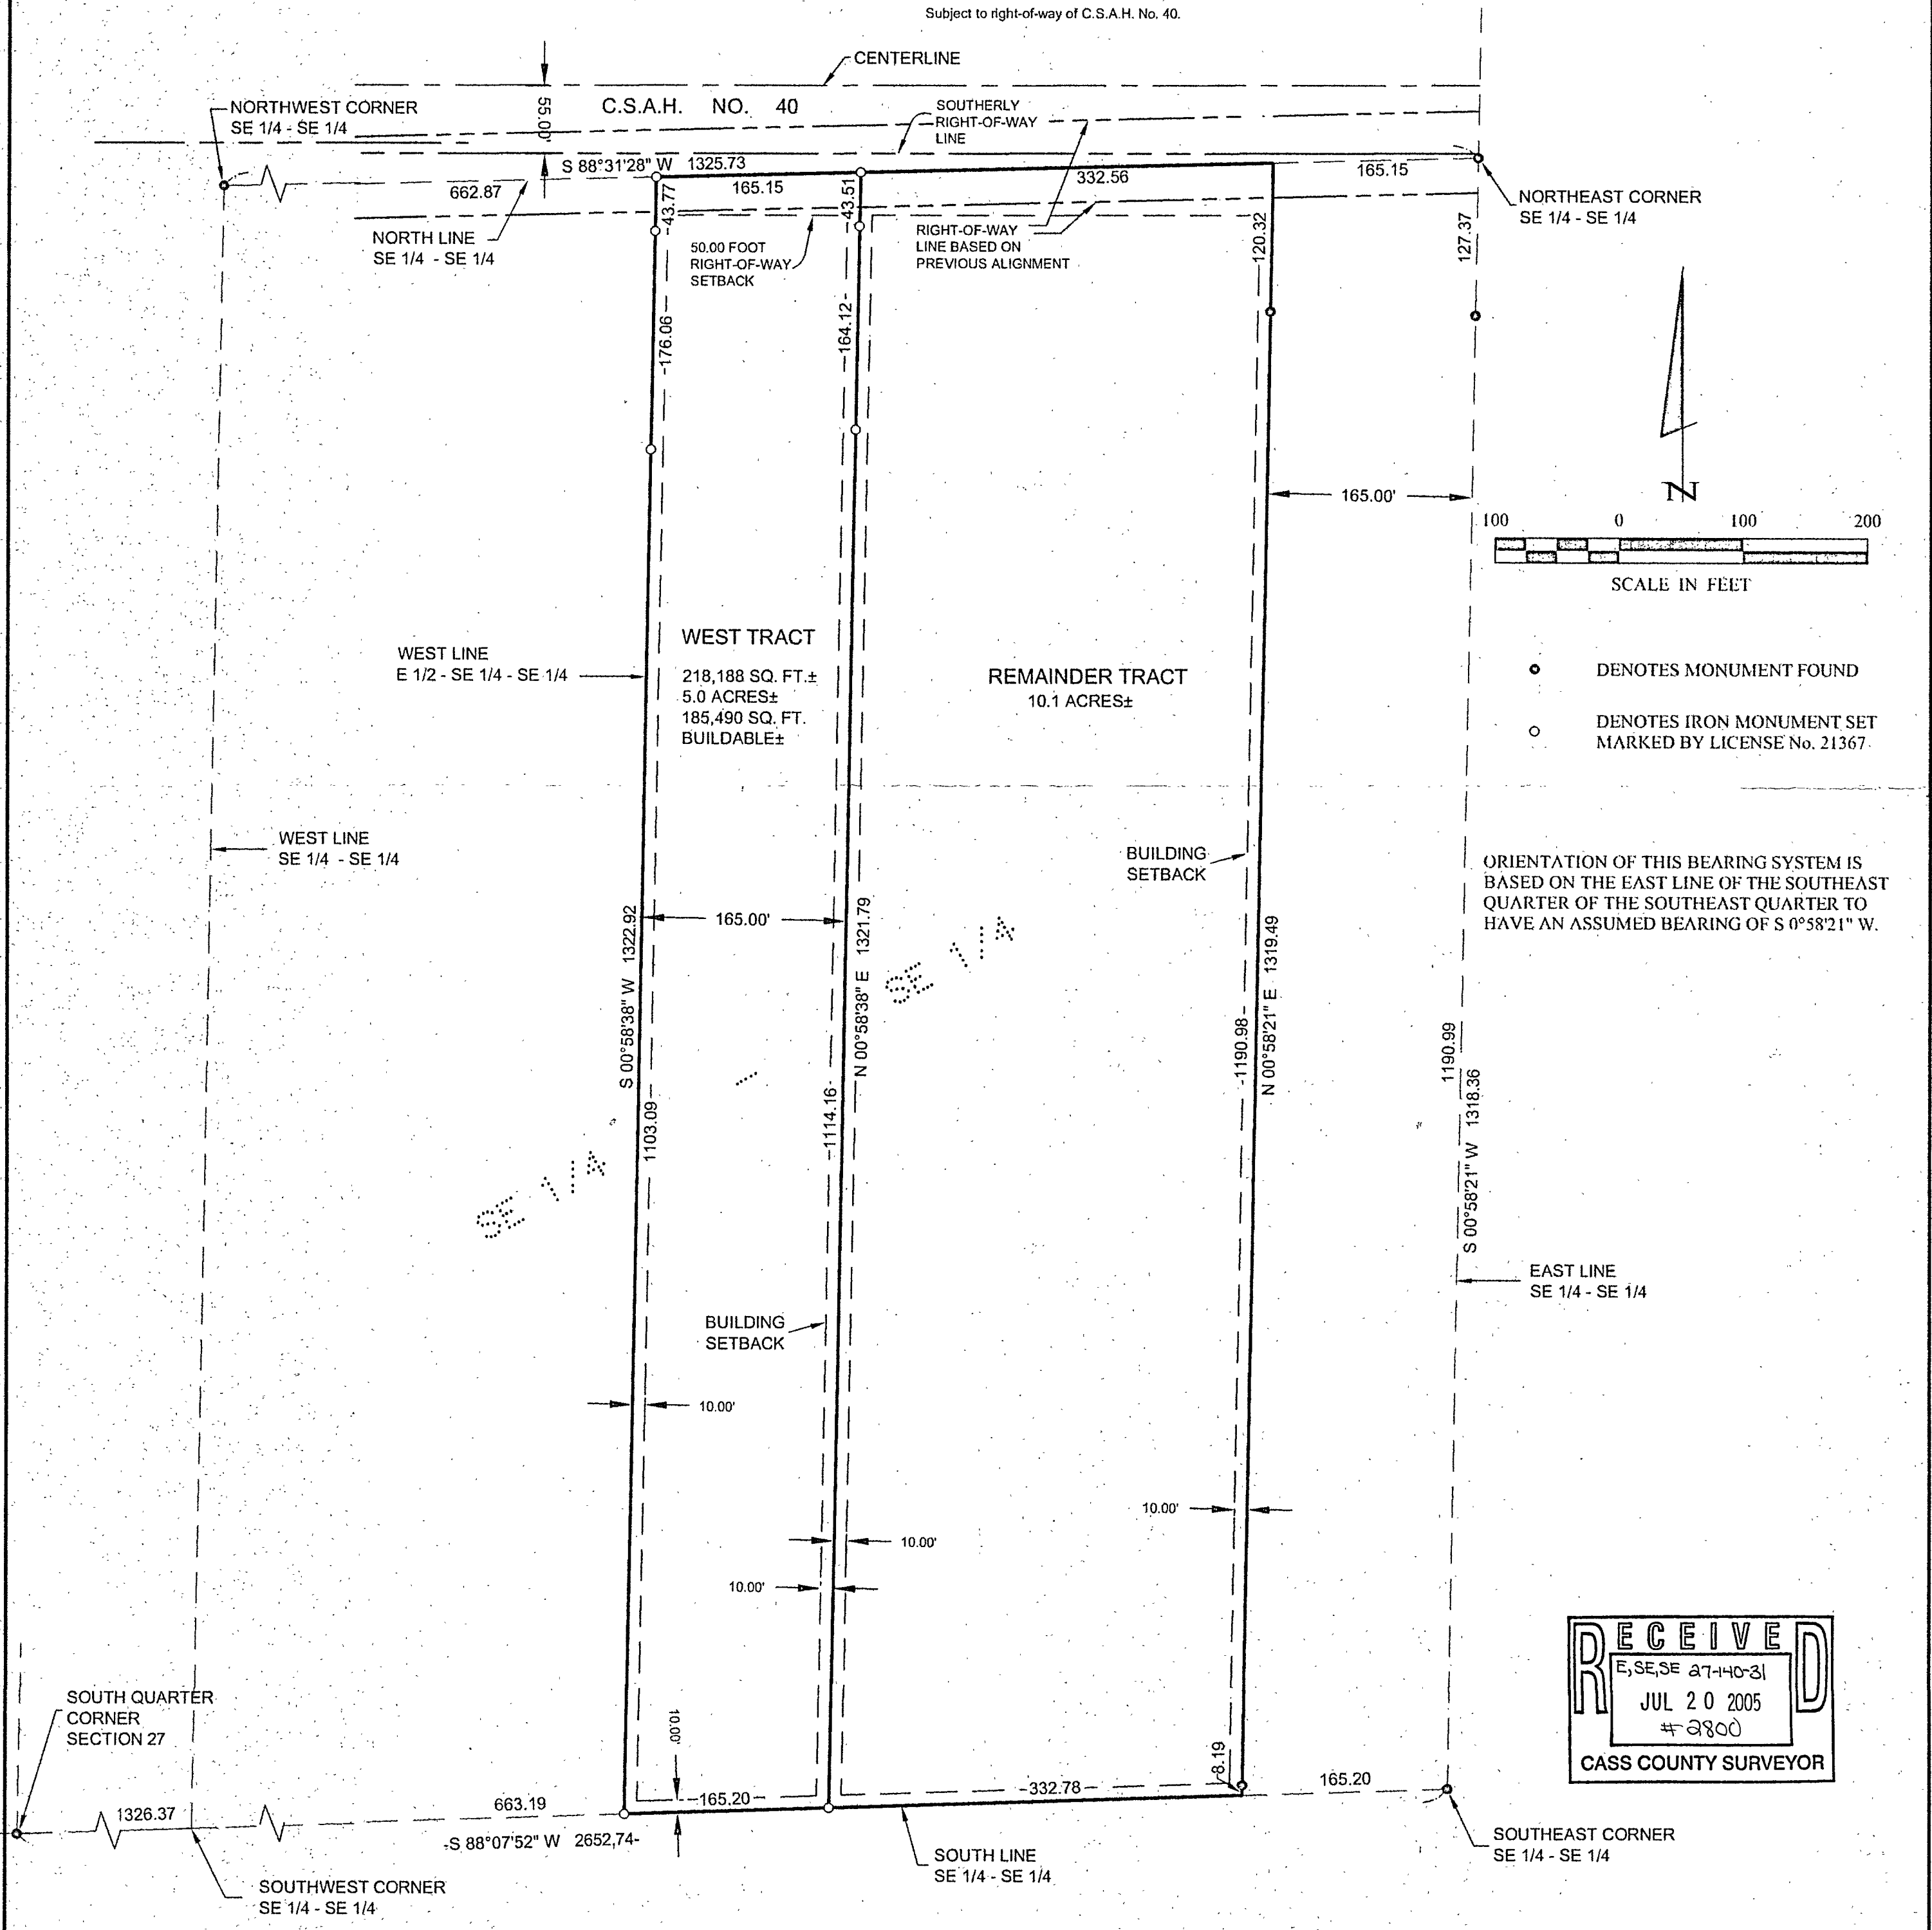 Subject to right-of-way of C.S.A.H. No. 40.
CENTERLINE
NORTHWEST CORNER
SE 1/4 - SE 1/4
55.00'
C.S.A.H. NO. 40
SOUTHERLY
RIGHT-OF-WAY
LINE
S 88°31'28" W 1325.73
662.87
165.15
332.56
165.15
NORTHEAST CORNER
SE 1/4 - SE 1/4
NORTH LINE
SE 1/4 - SE 1/4
43.77
43.51
50.00 FOOT
RIGHT-OF-WAY
SETBACK
RIGHT-OF-WAY
LINE BASED ON
PREVIOUS ALIGNMENT
120.32
127.37
176.06
164.12
165.00'
N
100 0 100 200
SCALE IN FEET
WEST LINE
E 1/2 - SE 1/4 - SE 1/4
WEST TRACT
218,188 SQ. FT.±
5.0 ACRES±
185,490 SQ. FT.
BUILDABLE±
REMAINDER TRACT
10.1 ACRES±
DENOTES MONUMENT FOUND
DENOTES IRON MONUMENT SET
MARKED BY LICENSE No. 21367
WEST LINE
SE 1/4 - SE 1/4
BUILDING
SETBACK
ORIENTATION OF THIS BEARING SYSTEM IS
BASED ON THE EAST LINE OF THE SOUTHEAST
QUARTER OF THE SOUTHEAST QUARTER TO
HAVE AN ASSUMED BEARING OF S 0°58'21" W.
165.00'
S 00°58'38" W 1322.92
N 00°58'38" E 1321.79
SE 1/4
N 00°58'21" E 1319.49
1190.98
1190.99
S 00°58'21" W 1318.36
1103.09
1114.16
SE 1/4
EAST LINE
SE 1/4 - SE 1/4
BUILDING
SETBACK
10.00'
10.00'
10.00'
10.00'
RECEIVED
E,SE,SE 27-140-31
JUL 20 2005
#2800
CASS COUNTY SURVEYOR
SOUTH QUARTER
CORNER
SECTION 27
10.00'
8.19
1326.37
663.19
165.20
332.78
165.20
S 88°07'52" W 2652,74
SOUTH LINE
SE 1/4 - SE 1/4
SOUTHEAST CORNER
SE 1/4 - SE 1/4
SOUTHWEST CORNER
SE 1/4 - SE 1/4